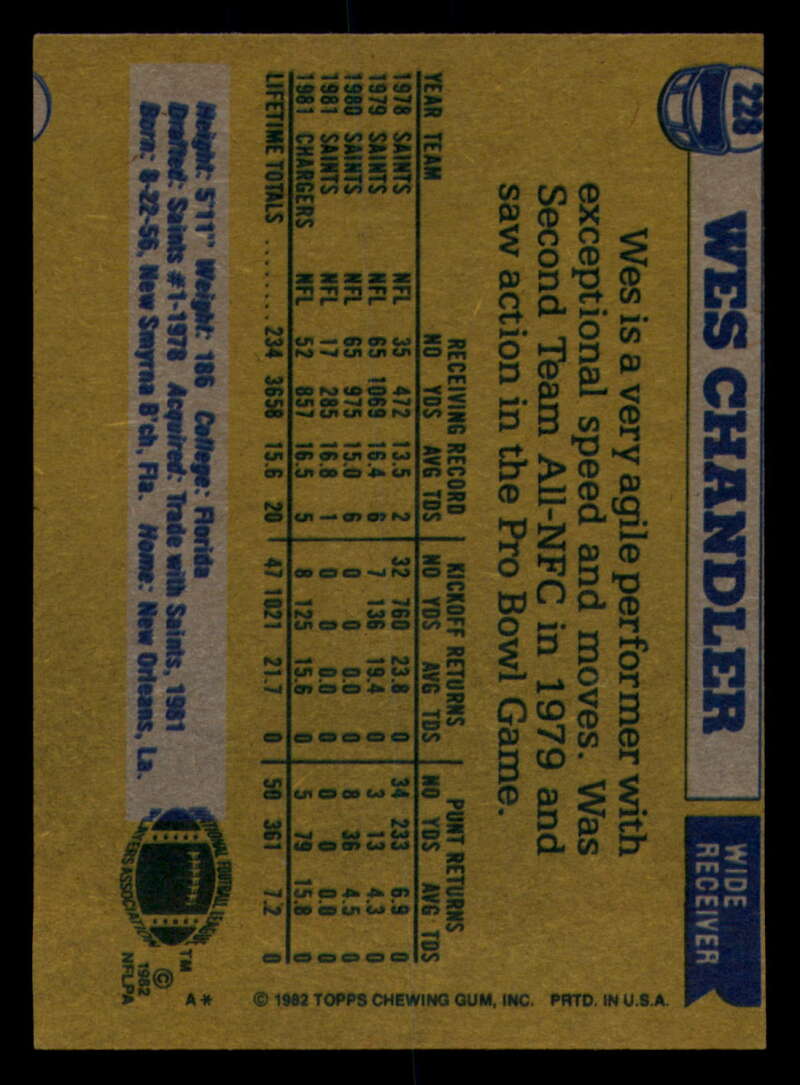 228
WES CHANDLER
WIDE
RECEIVER
Wes is a very agile performer with
exceptional speed and moves. Was
Second Team All-NFC in 1979 and
saw action in the Pro Bowl Game.
RECEIVING RECORD KICKOFF RETURNS PUNT RETURNS
YEAR TEAM NO YDS AVG TDS NO YDS AVG TDS NO YDS AVG TDS
1978 SAINTS NFL 35 472 13.5 2 32 760 23.8 0 34 233 6.9 0
1979 SAINTS NFL 65 1069 16.4 6 7 136 19.4 0 3 13 4.3 0
1980 SAINTS NFL 65 975 15.0 6 0 0 0.0 0 8 36 4.5 0
1981 SAINTS NFL 17 285 16.8 1 0 0 0.0 0 0 0 0.0 0
1981 CHARGERS NFL 52 857 16.5 5 8 125 15.6 0 5 79 15.8 0
LIFETIME TOTALS ........ 234 3658 15.6 20 47 1021 21.7 0 50 361 7.2 0
Height: 5'11" Weight: 186 College: Florida
Drafted: Saints #1-1978 Acquired: Trade with Saints, 1981
Born: 8-22-56, New Smyrna B'ch, Fla. Home: New Orleans, La.
NATIONAL FOOTBALL LEAGUE
PLAYERS ASSOCIATION
TM
©
1982
NFLPA
A*
© 1982 TOPPS CHEWING GUM, INC. PRTD. IN U.S.A.